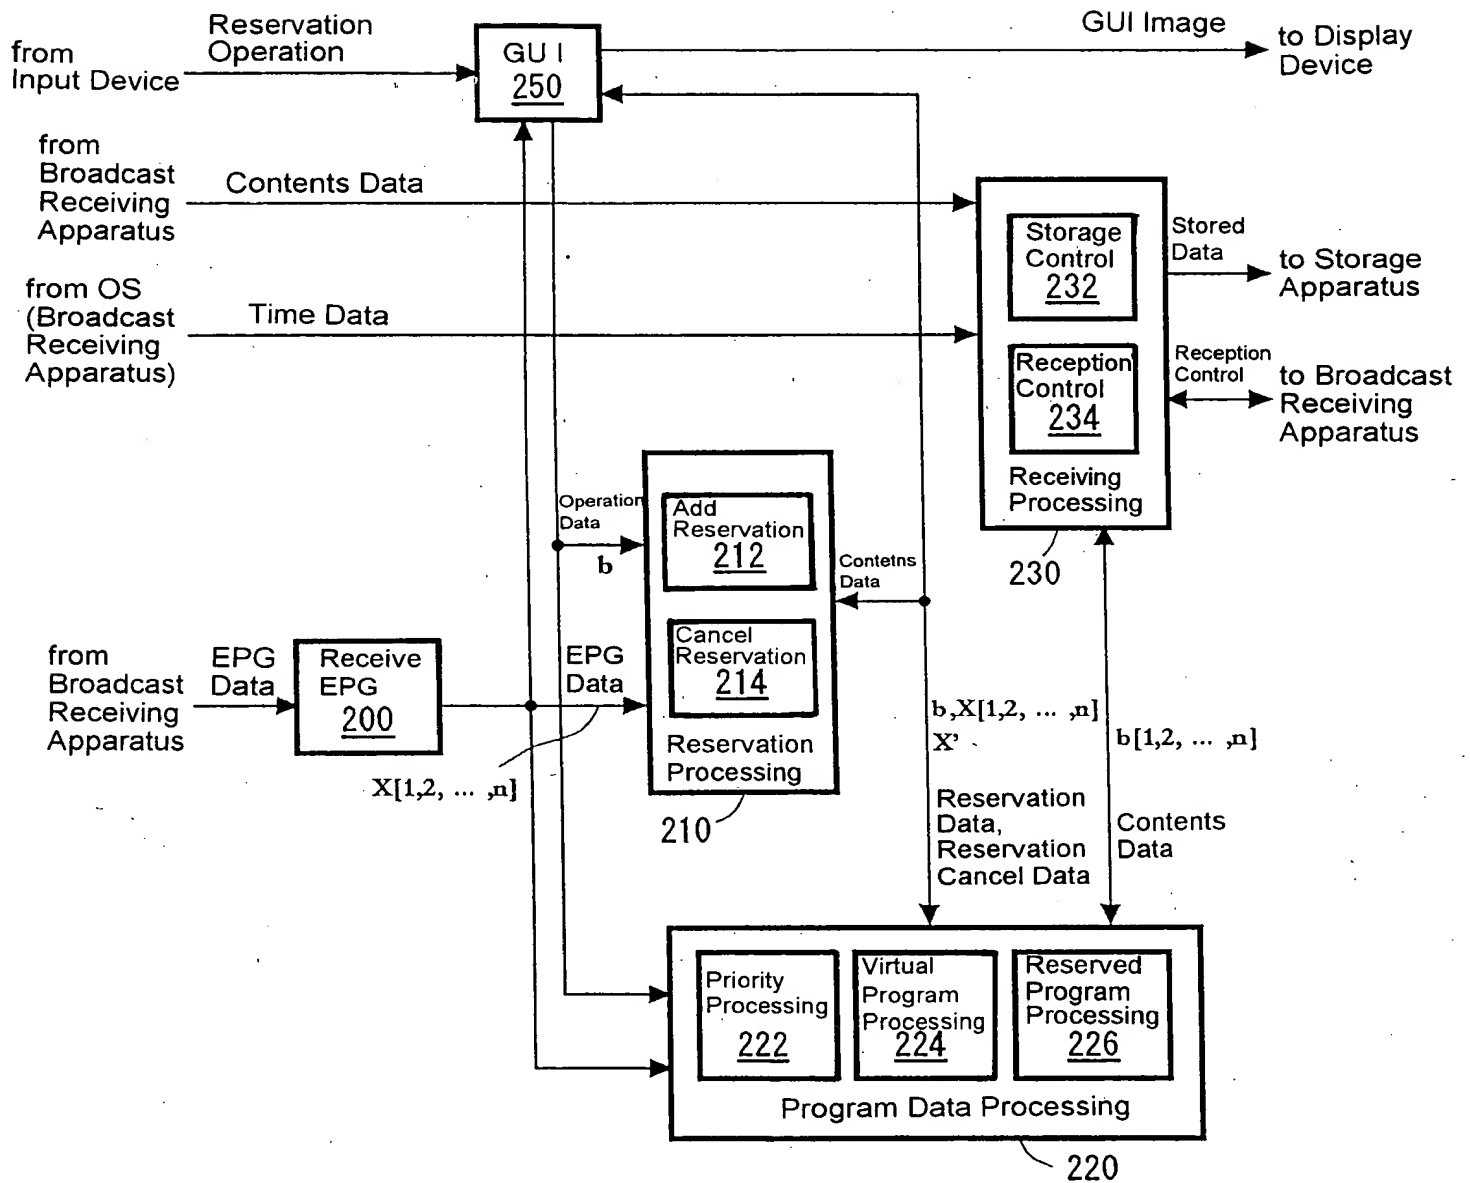 Reservation
Operation
from
Input Device
GUI
250
GUI Image
to Display
Device
from
Broadcast
Receiving
Apparatus
Contents Data
from OS
(Broadcast
Receiving
Apparatus)
Time Data
Storage
Control
232
Reception
Control
234
Receiving
Processing
230
Stored
Data
to Storage
Apparatus
Reception
Control
to Broadcast
Receiving
Apparatus
Operation
Data
b
Add
Reservation
212
Cancel
Reservation
214
Reservation
Processing
210
Contetns
Data
from
Broadcast
Receiving
Apparatus
EPG
Data
Receive
EPG
200
EPG
Data
X[1,2, ... ,n]
b,X[1,2, ... ,n]
X'
b[1,2, ... ,n]
Reservation
Data,
Reservation
Cancel Data
Contents
Data
Priority
Processing
222
Virtual
Program
Processing
224
Reserved
Program
Processing
226
Program Data Processing
220